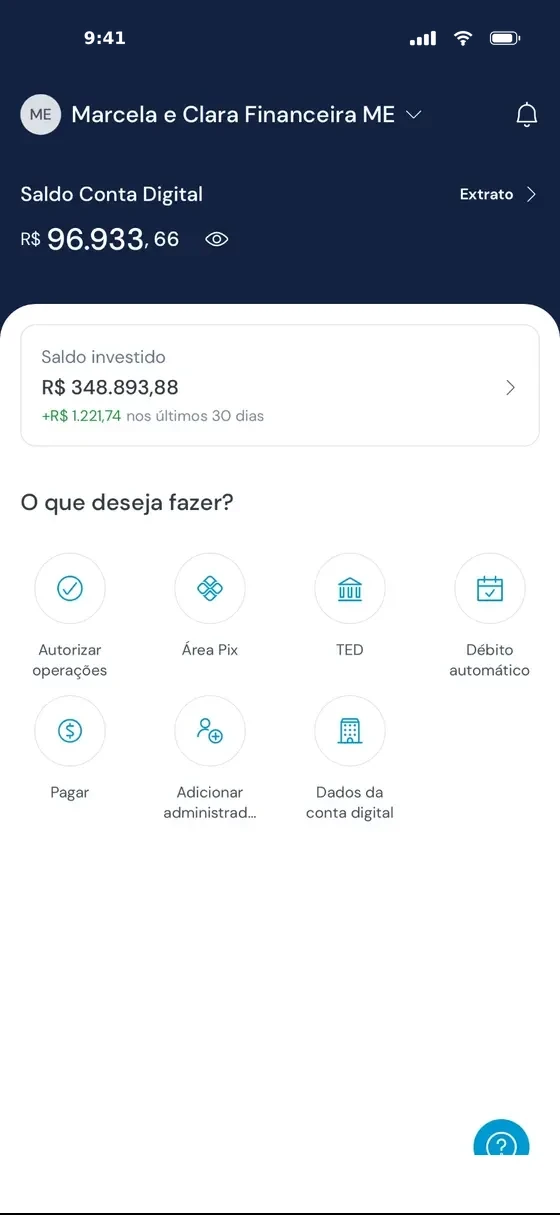 9:41
ME
Marcela e Clara Financeira ME
Saldo Conta Digital
Extrato
R$ 96.933, 66
Saldo investido
R$ 348.893,88
+R$ 1.221,74 nos últimos 30 dias
O que deseja fazer?
Autorizar
operações
Área Pix
TED
Débito
automático
Pagar
Adicionar
administrad...
Dados da
conta digital